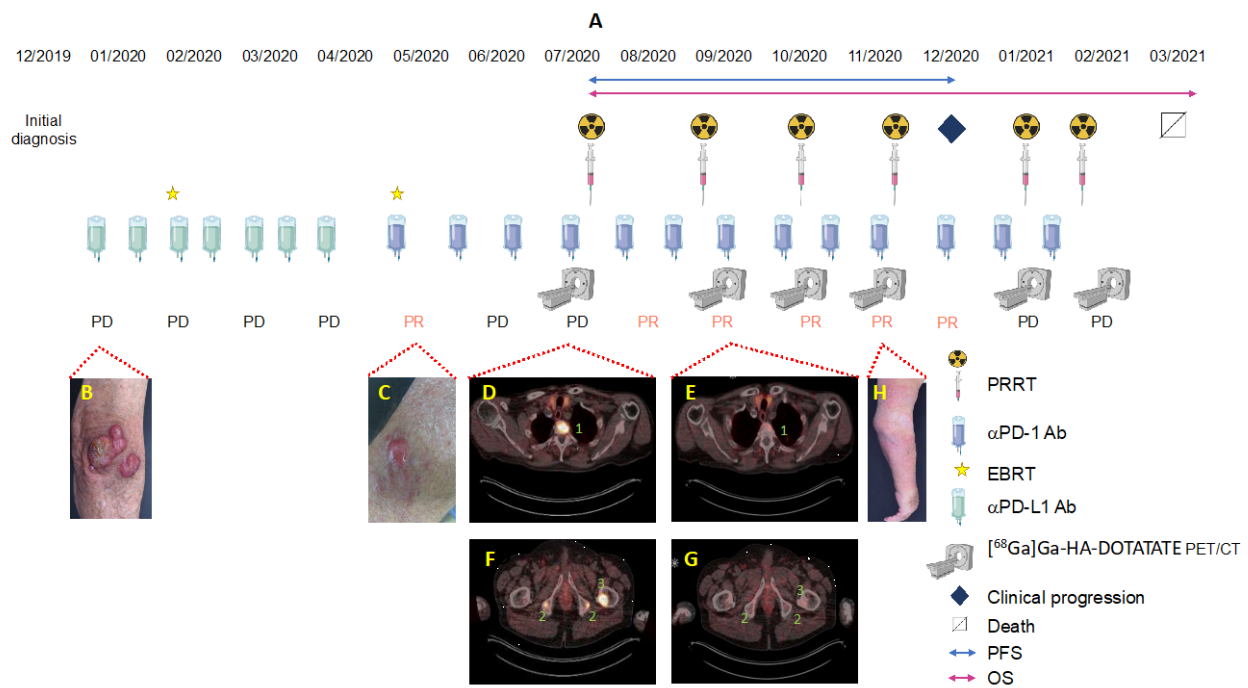 A
12/2019 01/2020 02/2020 03/2020 04/2020 05/2020 06/2020 07/2020 08/2020 09/2020 10/2020 11/2020 12/2020 01/2021 02/2021 03/2021
Initial
diagnosis
PD PD PD PD PR PD PD PR PR PR PR PR PD PD
B C D E H
1 1
PRRT
αPD-1 Ab
EBRT
αPD-L1 Ab
[⁶⁸Ga]Ga-HA-DOTATATE PET/CT
F G
3 3
2 2 2 2
Clinical progression
Death
PFS
OS